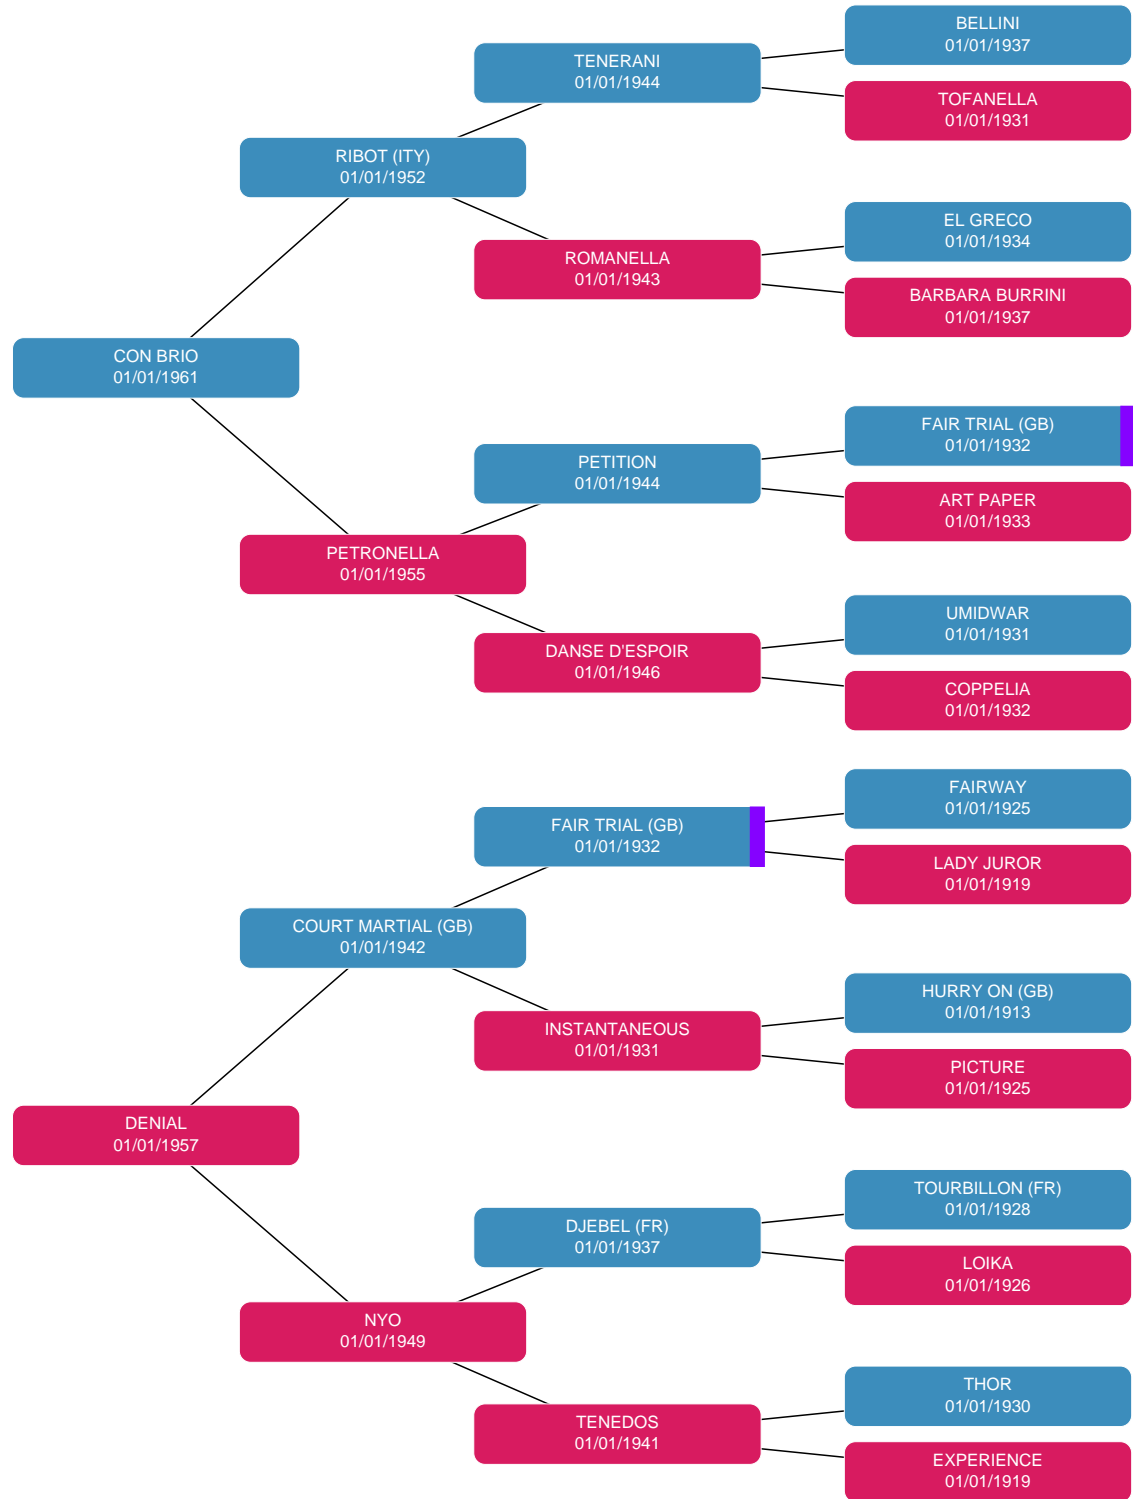 BELLINI
01/01/1937
TENERANI
01/01/1944
TOFANELLA
01/01/1931
RIBOT (ITY)
01/01/1952
EL GRECO
01/01/1934
ROMANELLA
01/01/1943
BARBARA BURRINI
01/01/1937
CON BRIO
01/01/1961
FAIR TRIAL (GB)
01/01/1932
PETITION
01/01/1944
ART PAPER
01/01/1933
PETRONELLA
01/01/1955
UMIDWAR
01/01/1931
DANSE D'ESPOIR
01/01/1946
COPPELIA
01/01/1932
FAIRWAY
01/01/1925
FAIR TRIAL (GB)
01/01/1932
LADY JUROR
01/01/1919
COURT MARTIAL (GB)
01/01/1942
HURRY ON (GB)
01/01/1913
INSTANTANEOUS
01/01/1931
PICTURE
01/01/1925
DENIAL
01/01/1957
TOURBILLON (FR)
01/01/1928
DJEBEL (FR)
01/01/1937
LOIKA
01/01/1926
NYO
01/01/1949
THOR
01/01/1930
TENEDOS
01/01/1941
EXPERIENCE
01/01/1919